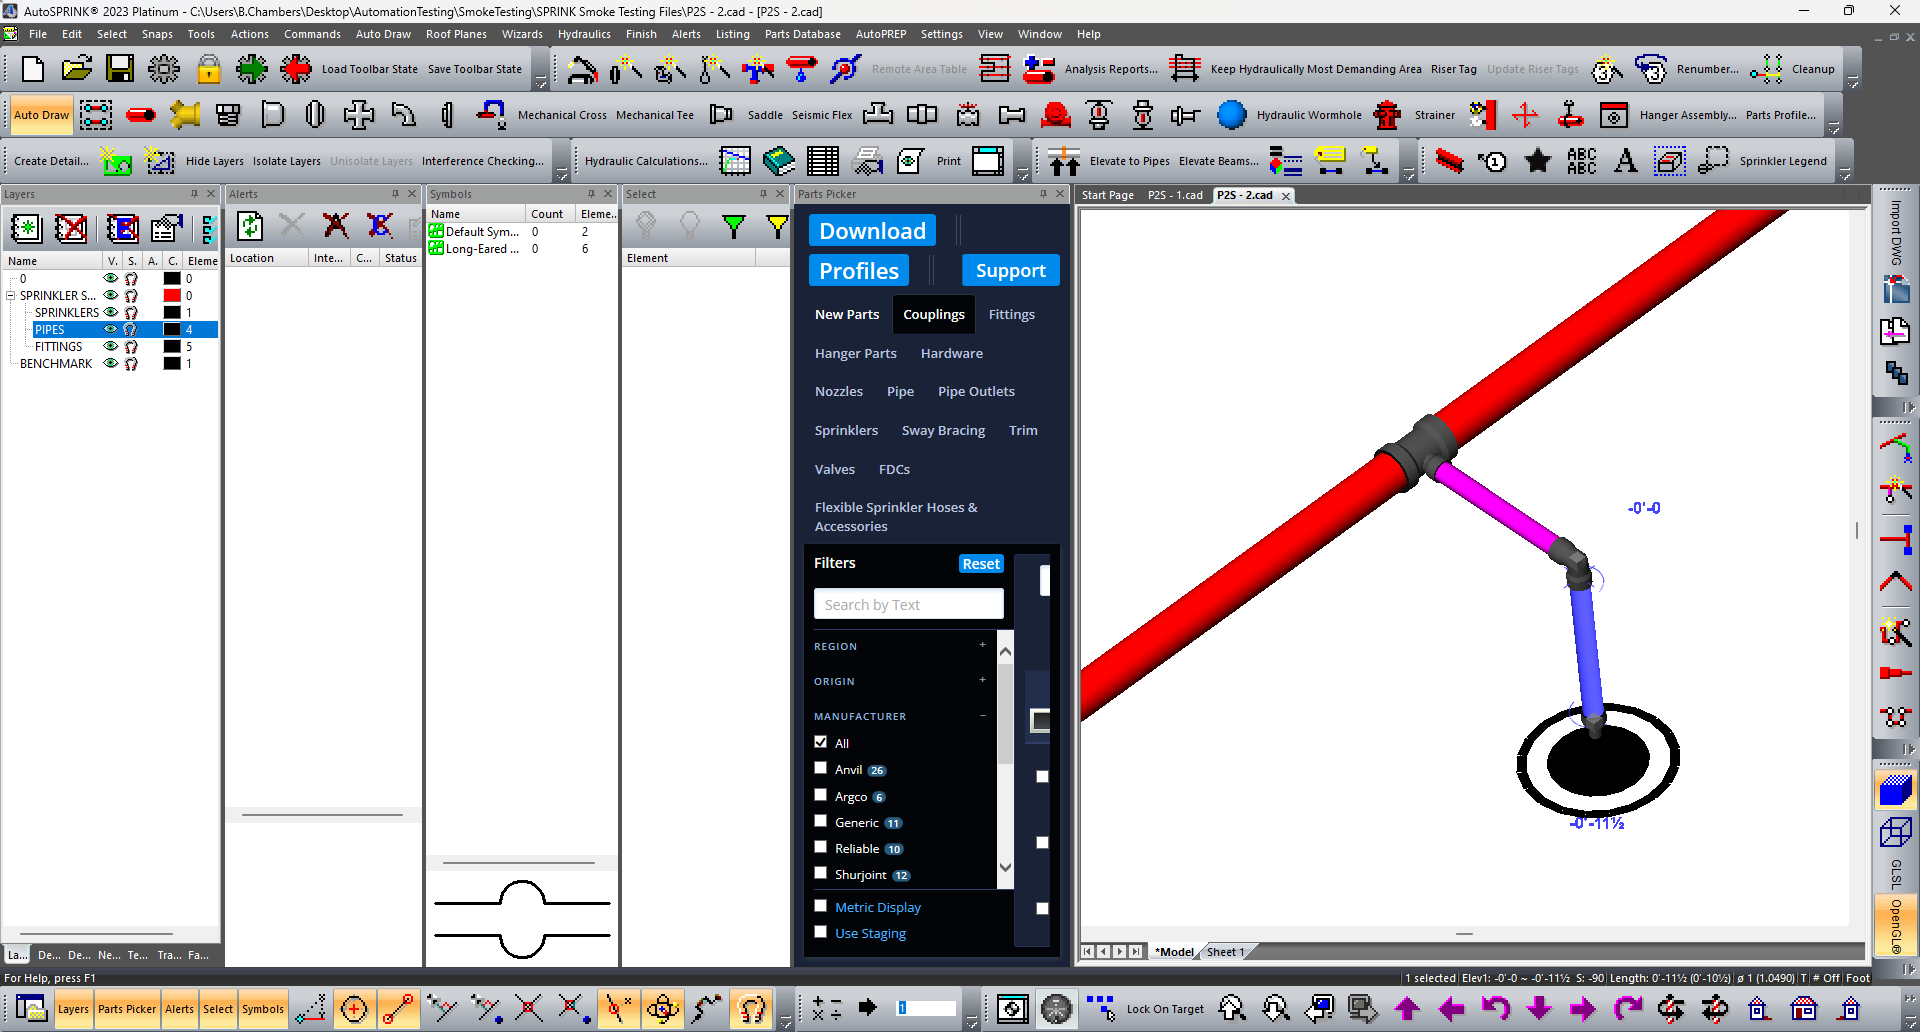 AutoSPRINK® 2023 Platinum - C:\Users\B.Chambers\Desktop\AutomationTesting\SmokeTesting\SPRINK Smoke Testing Files\P2S - 2.cad - [P2S - 2.cad]
File Edit Select Snaps Tools Actions Commands Auto Draw Roof Planes Wizards Hydraulics Finish Alerts Listing Parts Database AutoPREP Settings View Window Help
Load Toolbar State Save Toolbar State Remote Area Table Analysis Reports... Keep Hydraulically Most Demanding Area Riser Tag Update Riser Tags Renumber... Cleanup
Auto Draw Mechanical Cross Mechanical Tee Saddle Seismic Flex Hydraulic Wormhole Strainer Hanger Assembly... Parts Profile...
Create Detail... Hide Layers Isolate Layers Unisolate Layers Interference Checking... Hydraulic Calculations... Print Elevate to Pipes Elevate Beams... ABC ABC A Sprinkler Legend
Layers
Name V. S. A. C. Eleme
0 0
SPRINKLER S... 0
SPRINKLERS 1
PIPES 4
FITTINGS 5
BENCHMARK 1
La... De... De... Ne... Te... Tra... Fa...
Alerts
Location Inte... C... Status
Symbols
Name Count Eleme...
Default Sym... 0 2
Long-Eared ... 0 6
Select
Element
Parts Picker
Download
Profiles Support
New Parts Couplings Fittings
Hanger Parts Hardware
Nozzles Pipe Pipe Outlets
Sprinklers Sway Bracing Trim
Valves FDCs
Flexible Sprinkler Hoses &
Accessories
Filters Reset
Search by Text
REGION +
ORIGIN +
MANUFACTURER −
All
Anvil 26
Argco 6
Generic 11
Reliable 10
Shurjoint 12
Metric Display
Use Staging
Start Page P2S - 1.cad P2S - 2.cad
-0'-0
-0'-11½
*Model Sheet 1
Import DWG
GLSL
OpenGL®
For Help, press F1
1 selected Elev1: -0'-0 ~ -0'-11½ S: -90 Length: 0'-11½ (0'-10½) ø 1 (1.0490) T # Off Foot
Layers Parts Picker Alerts Select Symbols 1 Lock On Target